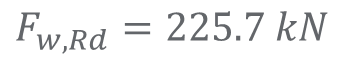 F_{w,Rd} = 225.7 kN